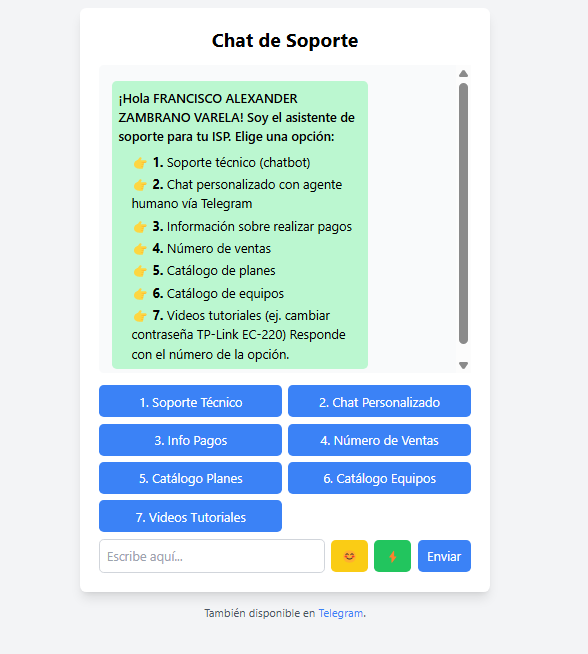 Chat de Soporte
¡Hola FRANCISCO ALEXANDER
ZAMBRANO VARELA! Soy el asistente de
soporte para tu ISP. Elige una opción:
👉 1. Soporte técnico (chatbot)
👉 2. Chat personalizado con agente
humano vía Telegram
👉 3. Información sobre realizar pagos
👉 4. Número de ventas
👉 5. Catálogo de planes
👉 6. Catálogo de equipos
👉 7. Videos tutoriales (ej. cambiar
contraseña TP-Link EC-220) Responde
con el número de la opción.
1. Soporte Técnico
2. Chat Personalizado
3. Info Pagos
4. Número de Ventas
5. Catálogo Planes
6. Catálogo Equipos
7. Videos Tutoriales
Escribe aquí...
Enviar
También disponible en Telegram.